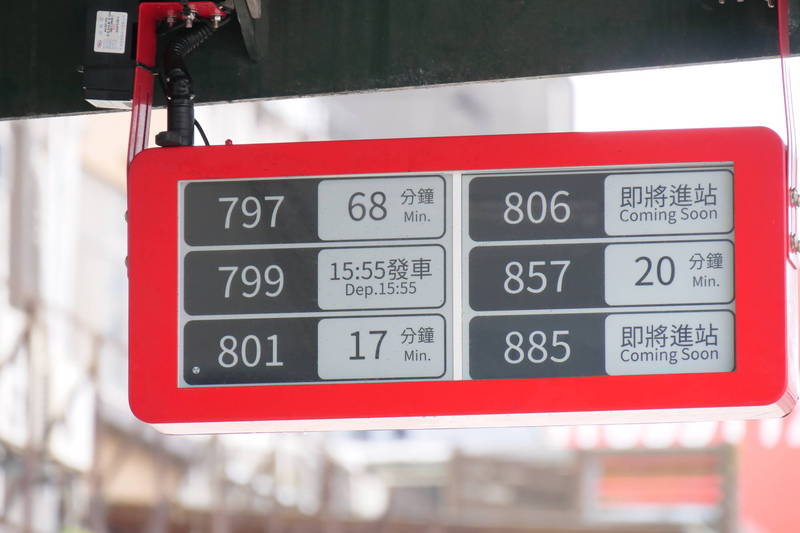 797 68 分鐘 Min.
799 15:55發車 Dep.15:55
801 17 分鐘 Min.
806 即將進站 Coming Soon
857 20 分鐘 Min.
885 即將進站 Coming Soon